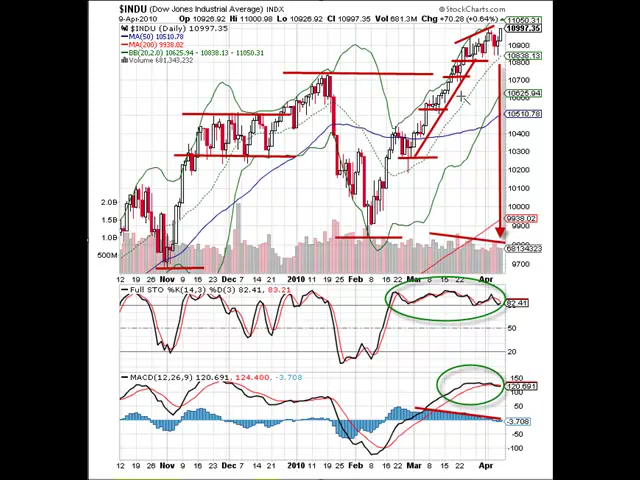 $INDU (Dow Jones Industrial Average) INDX
© StockCharts.com
9-Apr-2010 Op 10926.92 Hi 11000.98 Lo 10926.92 Cl 10997.35 Vol 681.3M Chg +70.28 (+0.64%)
$INDU (Daily) 10997.35
MA(50) 10510.78
MA(200) 9938.02
BB(20,2.0) 10625.94 - 10838.13 - 11050.31
Volume 681,343,232
11050.31
10997.35
10900
10838.13
10700
10625.94
10510.78
10400
10300
10200
10100
10000
9938.02
9800
68134323
9700
2.0B
1.5B
1.0B
500M
12 19 26 Nov 9 16 23 Dec 7 14 21 2010 11 19 25 Feb 8 16 22 Mar 8 15 22 Apr
Full STO %K(14,3) %D(3) 82.41, 83.21
82.41
50
20
MACD(12,26,9) 120.691, 124.400, -3.708
150
120.691
50
-3.708
-50
-100
12 19 26 Nov 9 16 23 Dec 7 14 21 2010 11 19 25 Feb 8 16 22 Mar 8 15 22 Apr